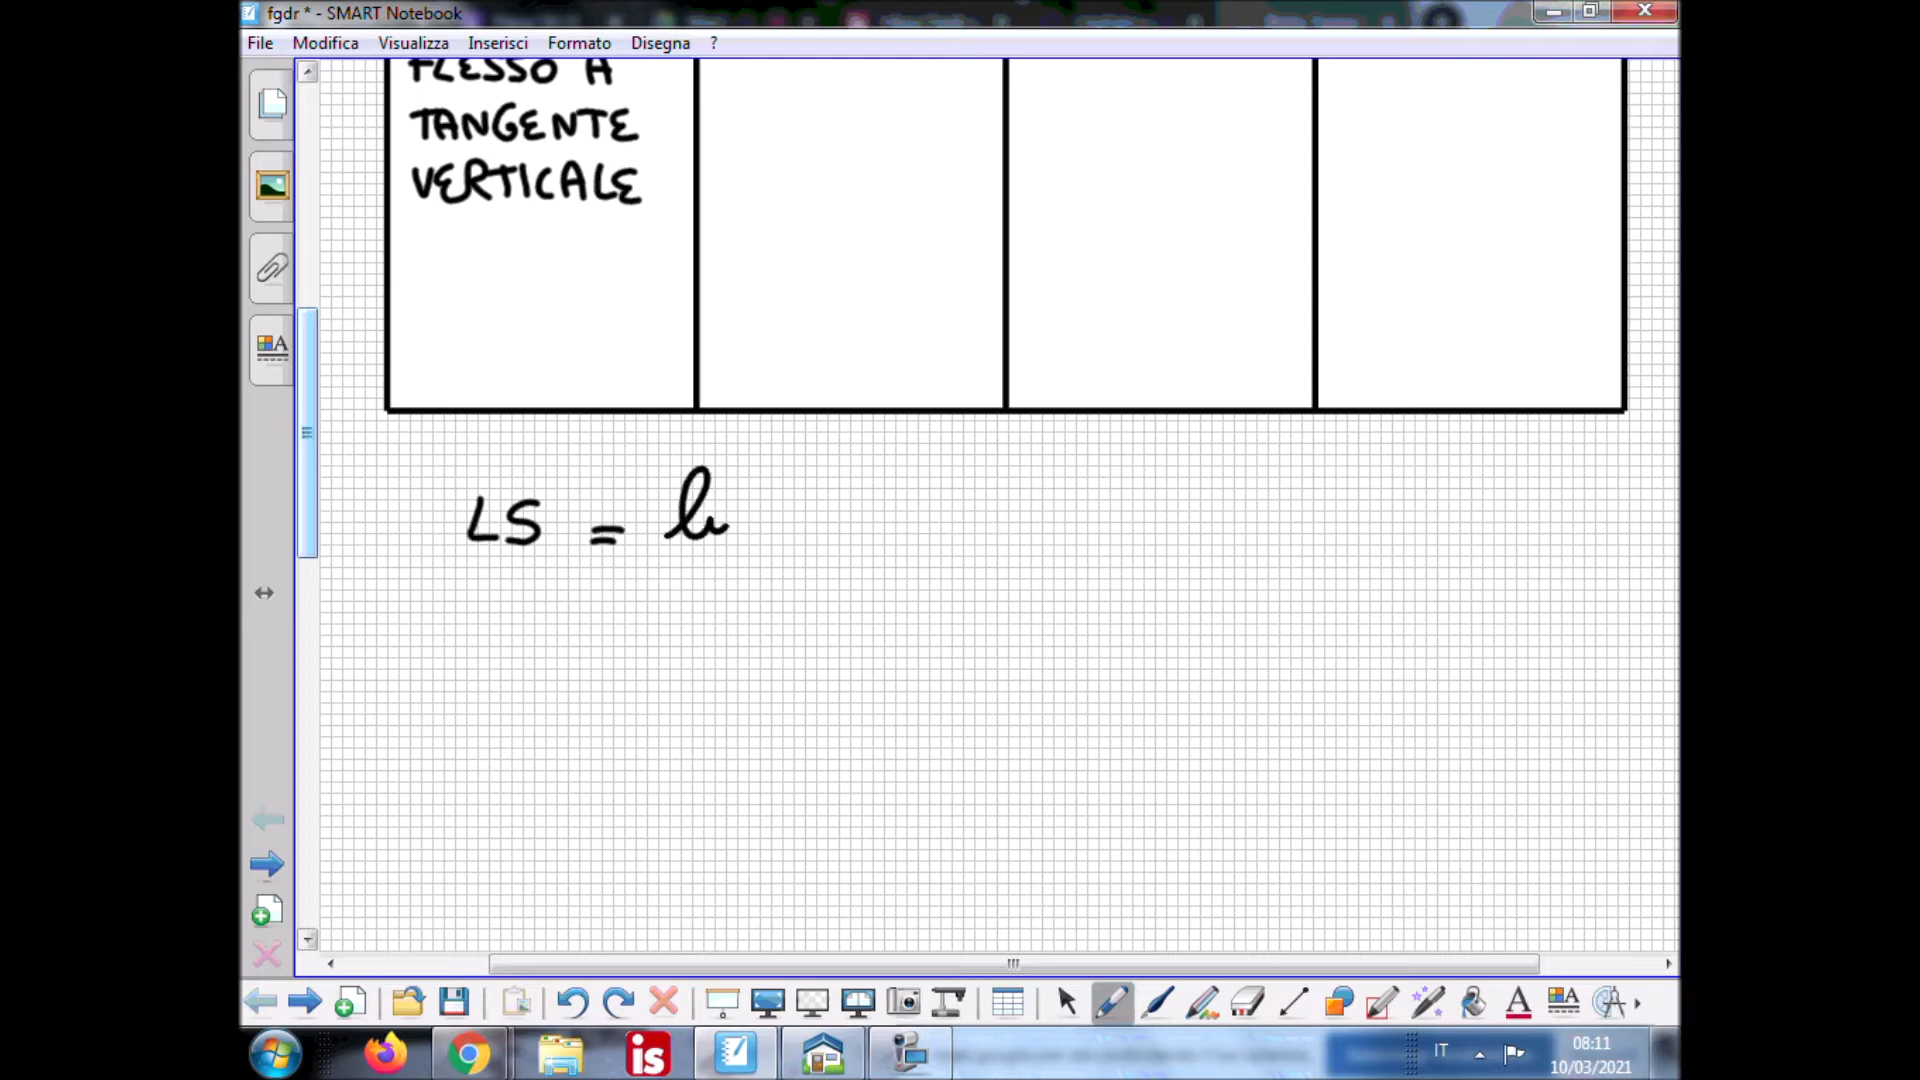 fgdr * - SMART Notebook
File Modifica Visualizza Inserisci Formato Disegna ?
FLESSO A
TANGENTE
VERTICALE
LS =
IT
08:11
10/03/2021